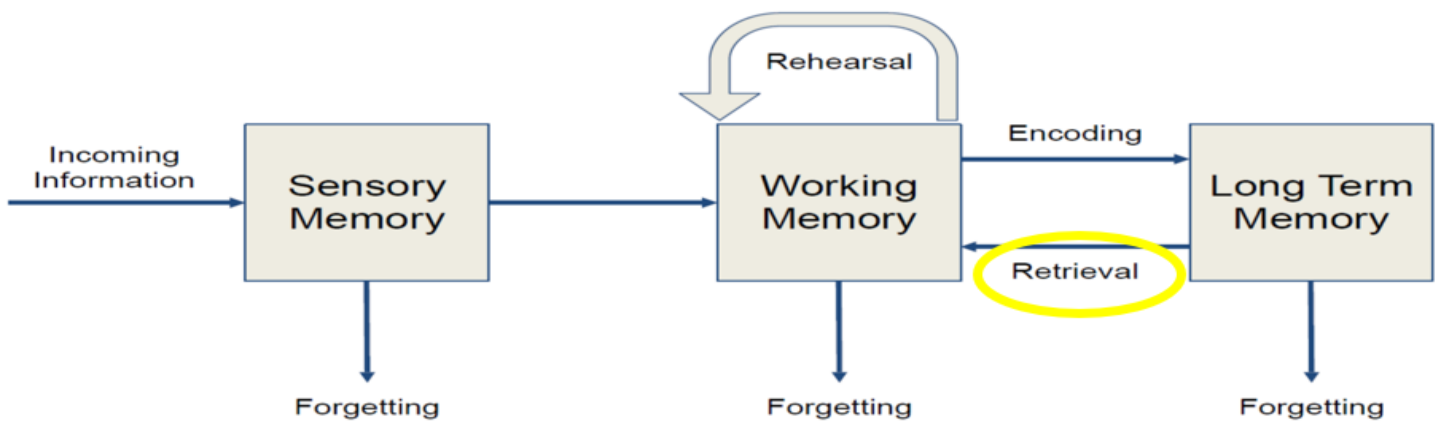 Rehearsal
Incoming
Information
Sensory
Memory
Working
Memory
Encoding
Long Term
Memory
Retrieval
Forgetting
Forgetting
Forgetting